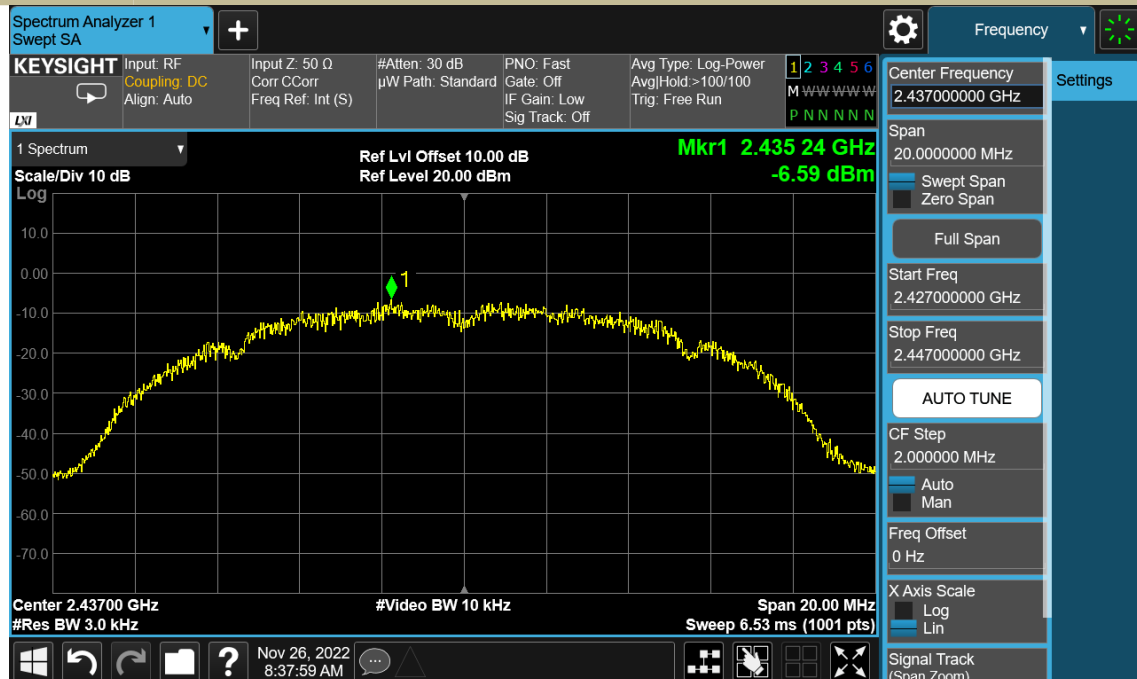 Spectrum Analyzer 1
Swept SA
+
Frequency
KEYSIGHT
LXI
Input: RF
Coupling: DC
Align: Auto
Input Z: 50 Ω
Corr CCorr
Freq Ref: Int (S)
#Atten: 30 dB
µW Path: Standard
PNO: Fast
Gate: Off
IF Gain: Low
Sig Track: Off
Avg Type: Log-Power
Avg|Hold:>100/100
Trig: Free Run
1 2 3 4 5 6
M W W W W W
P N N N N N
1 Spectrum
Scale/Div 10 dB
Log
Ref Lvl Offset 10.00 dB
Ref Level 20.00 dBm
Mkr1 2.435 24 GHz
-6.59 dBm
1
10.0
0.00
-10.0
-20.0
-30.0
-40.0
-50.0
-60.0
-70.0
Center 2.43700 GHz
#Res BW 3.0 kHz
#Video BW 10 kHz
Span 20.00 MHz
Sweep 6.53 ms (1001 pts)
Center Frequency
2.437000000 GHz
Settings
Span
20.0000000 MHz
Swept Span
Zero Span
Full Span
Start Freq
2.427000000 GHz
Stop Freq
2.447000000 GHz
AUTO TUNE
CF Step
2.000000 MHz
Auto
Man
Freq Offset
0 Hz
X Axis Scale
Log
Lin
Signal Track
(Span Zoom)
?
Nov 26, 2022
8:37:59 AM